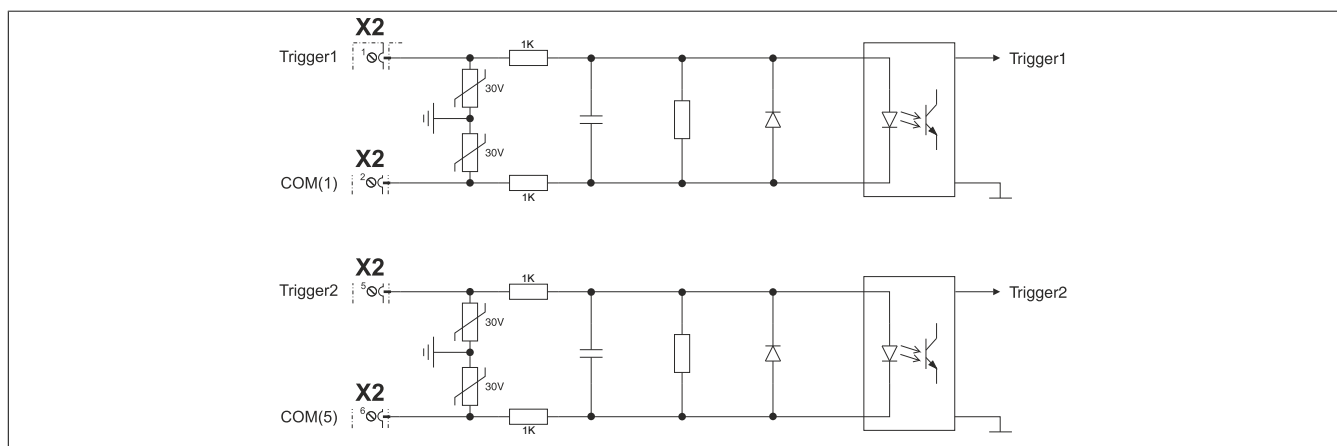 X2
1K
Trigger1 1 Trigger1
30V
30V
X2
COM(1) 2
1K
X2
1K
Trigger2 5 Trigger2
30V
30V
X2
COM(5) 6
1K